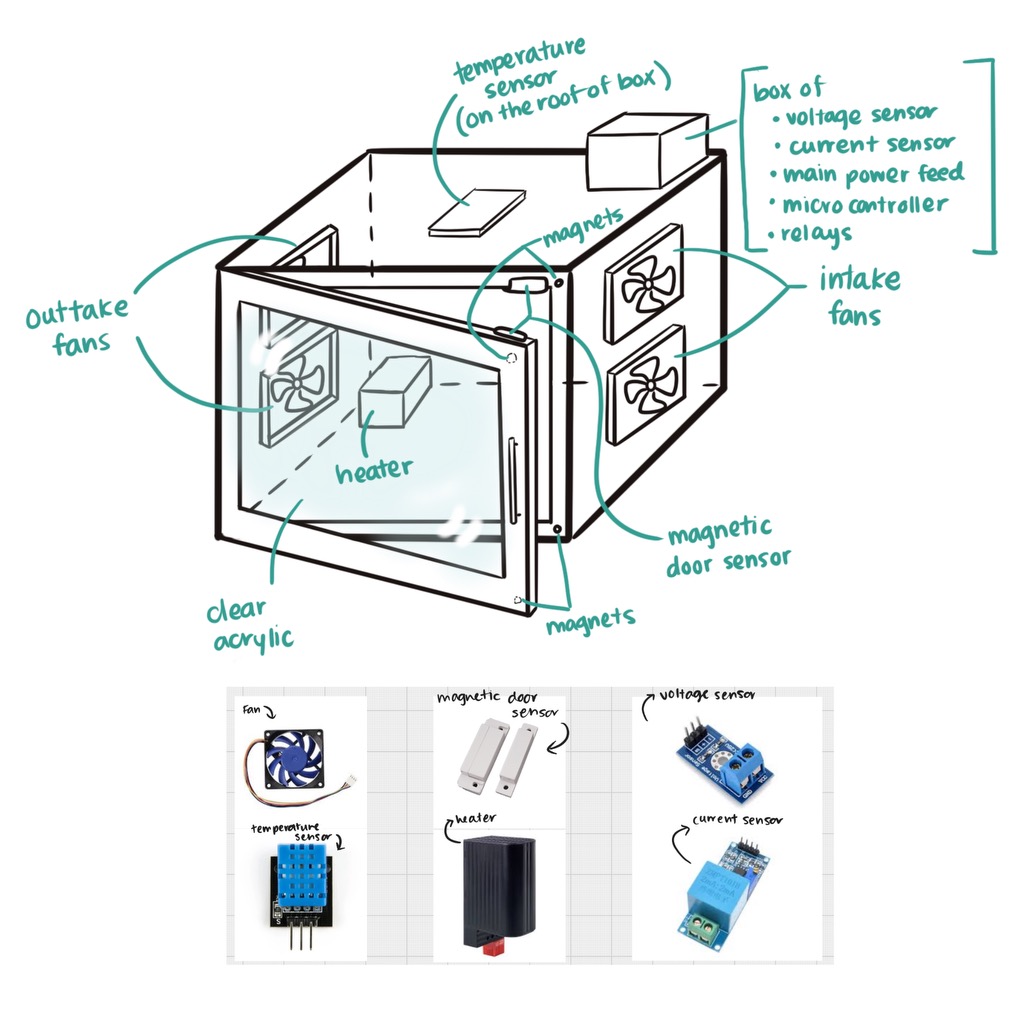 temperature
sensor
(on the roof of box)
box of
• voltage sensor
• current sensor
• main power feed
• micro controller
• relays
magnets
outtake
fans
intake
fans
heater
magnetic
door sensor
clear
acrylic
magnets
Fan
magnetic door
sensor
voltage sensor
temperature
sensor
heater
current sensor
S
GND
VCC